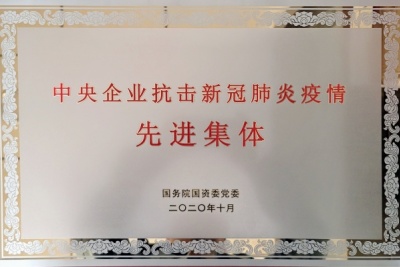 中央企业抗击新冠肺炎疫情
先进集体
国务院国资委党委
二〇二〇年十月